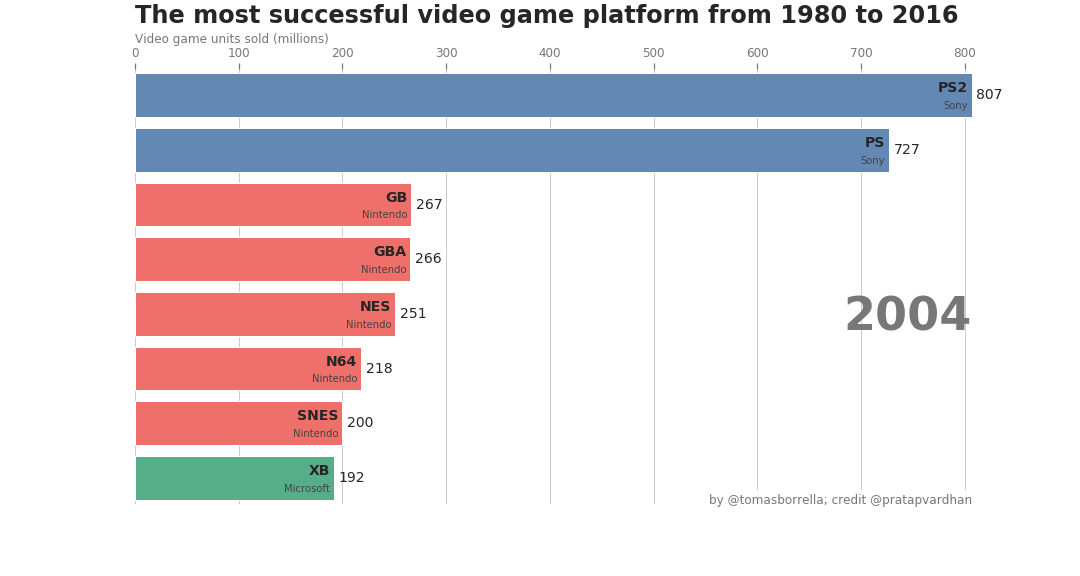 The most successful video game platform from 1980 to 2016
Video game units sold (millions)
0 100 200 300 400 500 600 700 800
PS2
Sony
807
PS
Sony
727
GB
Nintendo
267
GBA
Nintendo
266
NES
Nintendo
251
2004
N64
Nintendo
218
SNES
Nintendo
200
XB
Microsoft
192
by @tomasborrella; credit @pratapvardhan